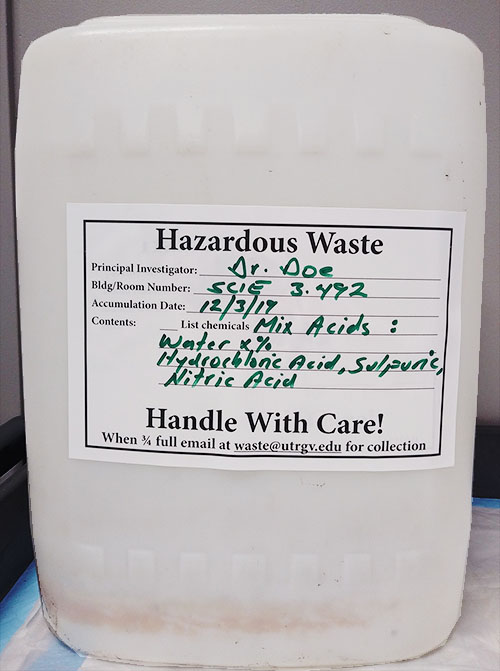 Hazardous Waste
Principal Investigator: Dr. Doe
Bldg/Room Number: SCIE 3.492
Accumulation Date: 12/3/19
Contents: __ List chemicals Mix Acids :
Water x%
Hydrochloric Acid, Sulpuric,
Nitric Acid
Handle With Care!
When ¾ full email at waste@utrgv.edu for collection